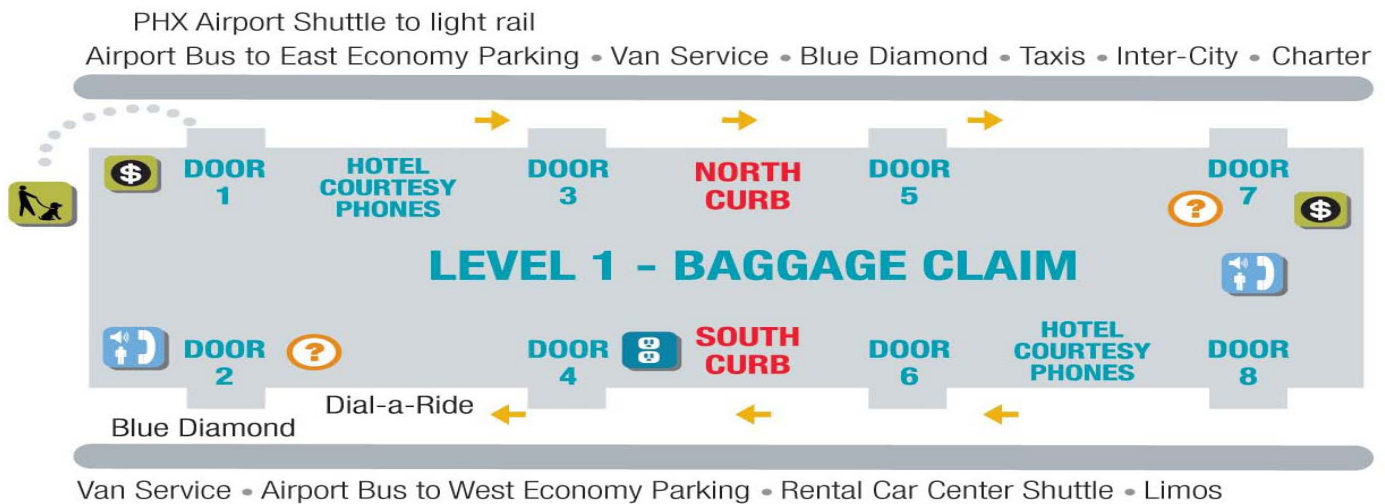 PHX Airport Shuttle to light rail
Airport Bus to East Economy Parking • Van Service • Blue Diamond • Taxis • Inter-City • Charter
$
DOOR
1
HOTEL
COURTESY
PHONES
DOOR
3
NORTH
CURB
DOOR
5
DOOR
7
?
$
LEVEL 1 - BAGGAGE CLAIM
DOOR
2
?
DOOR
4
SOUTH
CURB
DOOR
6
HOTEL
COURTESY
PHONES
DOOR
8
Dial-a-Ride
Blue Diamond
Van Service • Airport Bus to West Economy Parking • Rental Car Center Shuttle • Limos